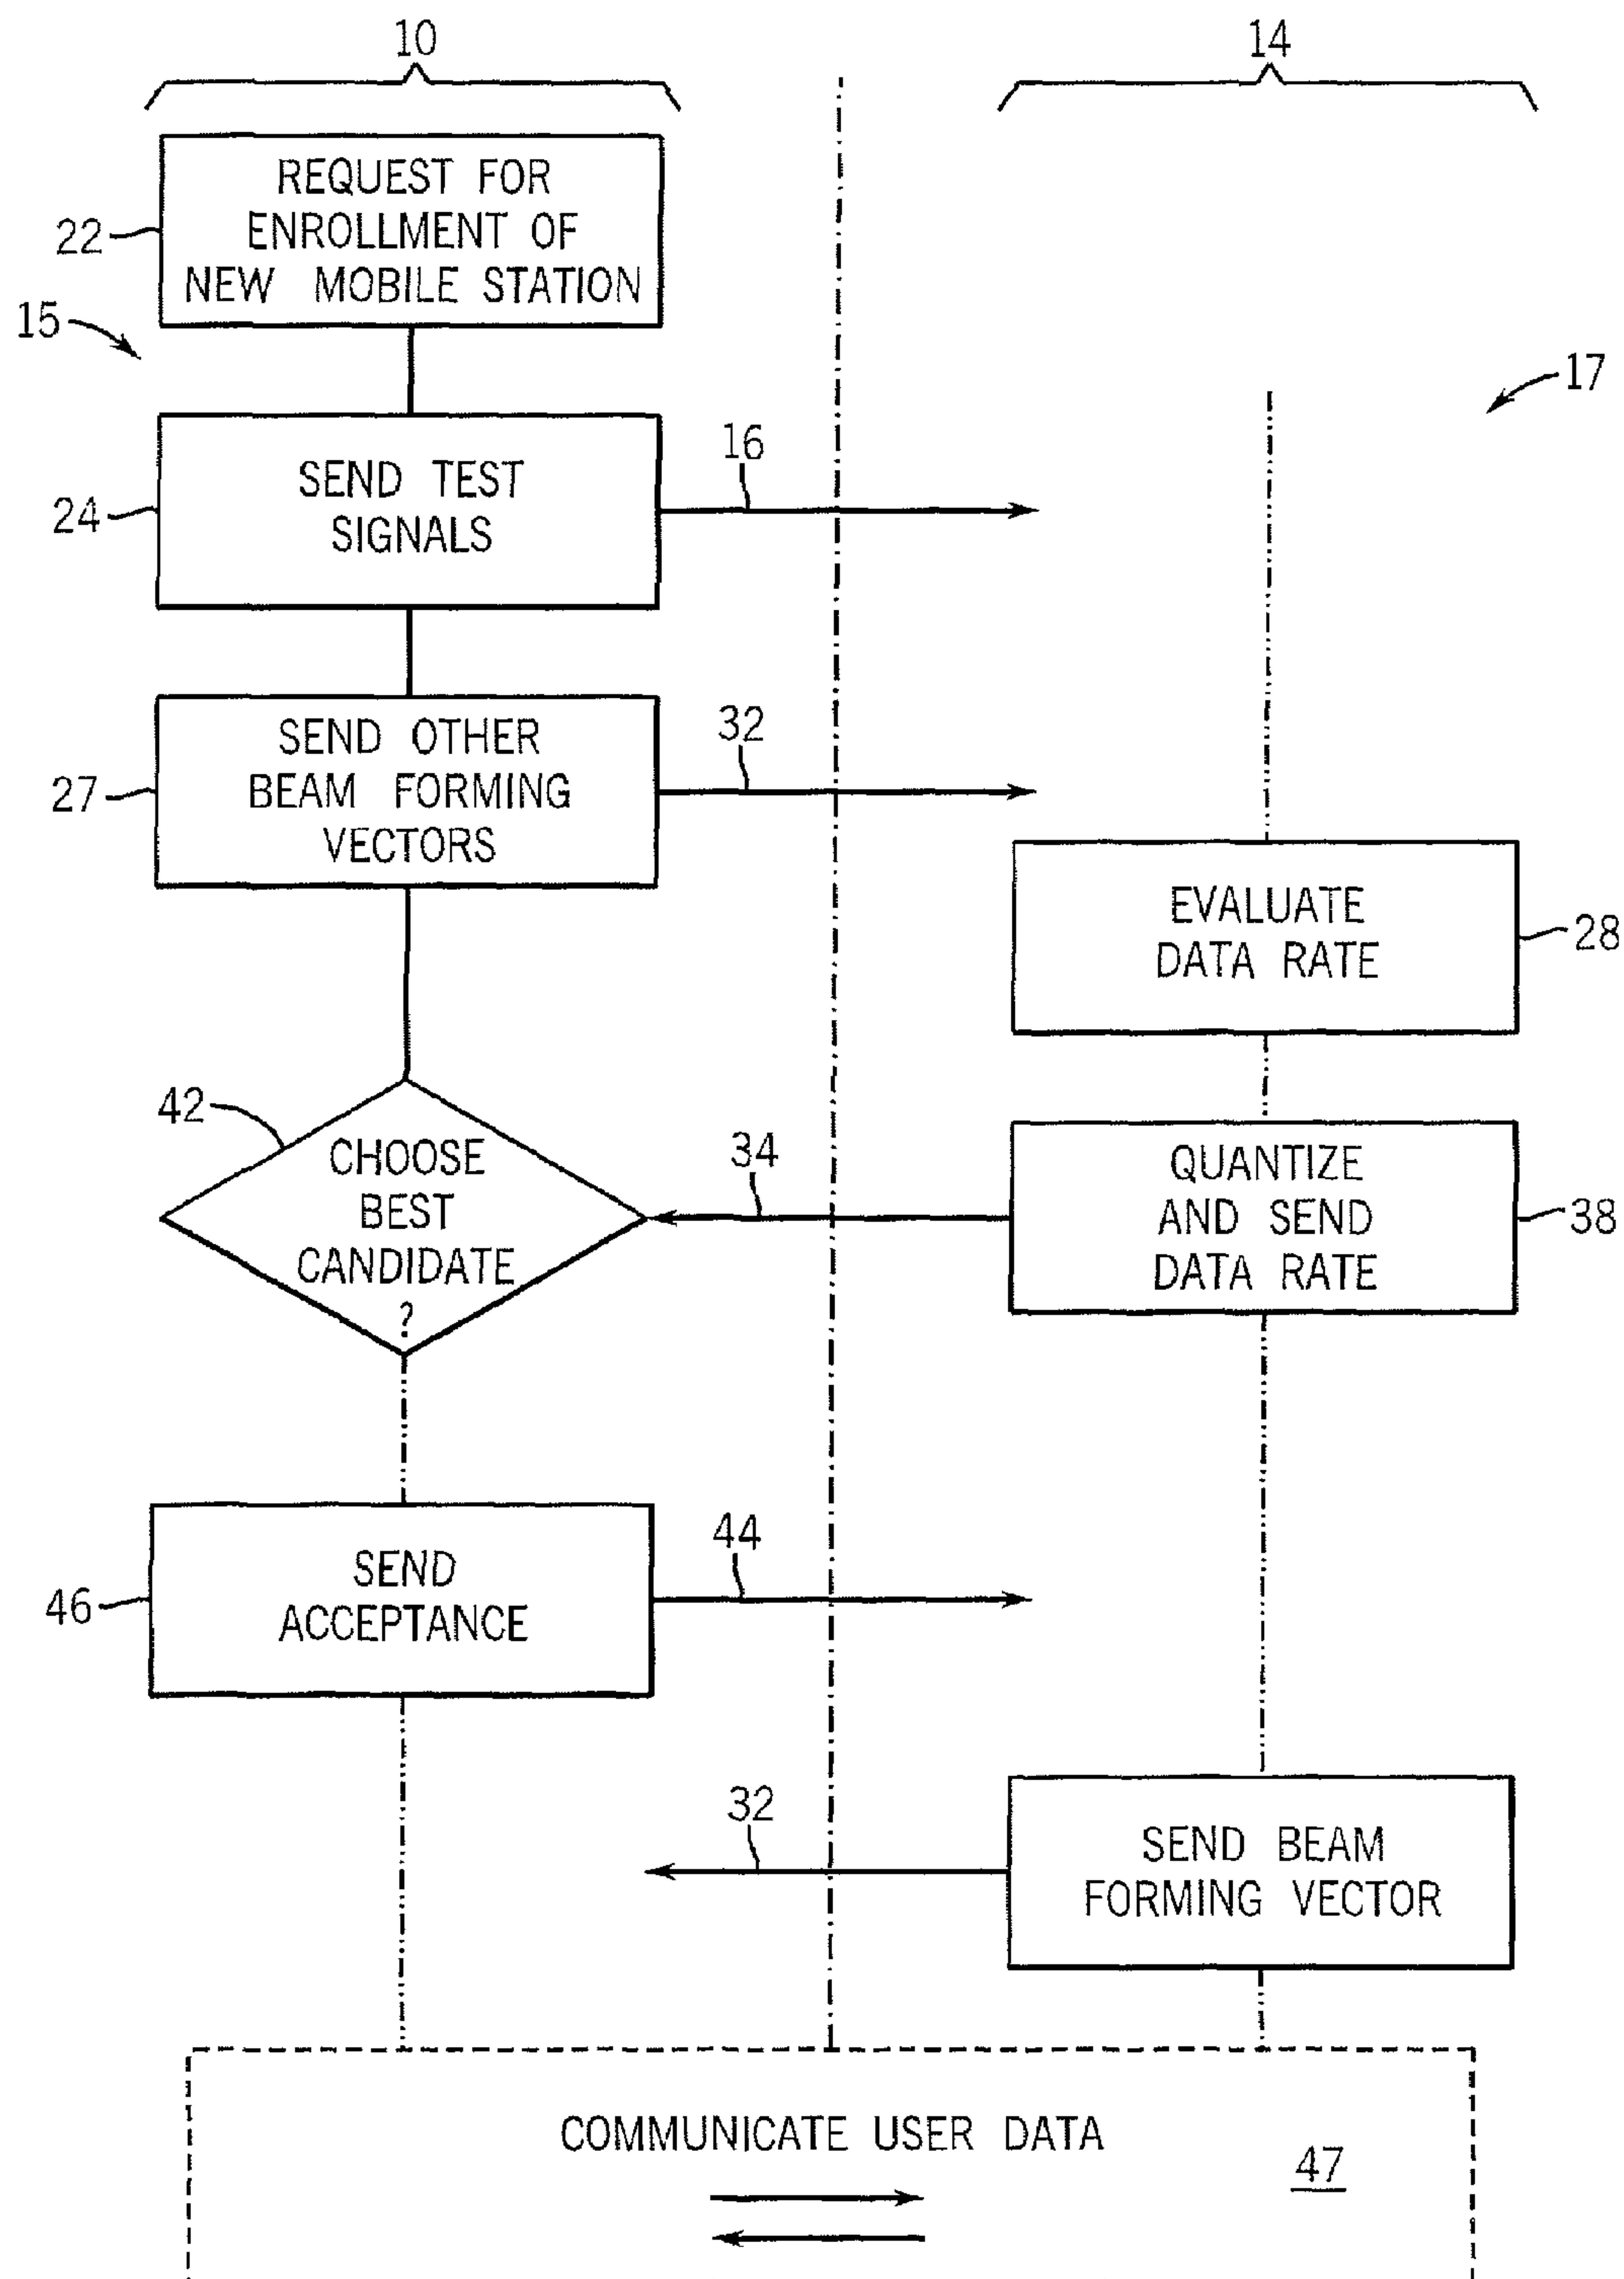 10
14
REQUEST FOR
ENROLLMENT OF
NEW MOBILE STATION
22
15
17
SEND TEST
SIGNALS
24
16
SEND OTHER
BEAM FORMING
VECTORS
27
32
EVALUATE
DATA RATE
28
42
CHOOSE
BEST
CANDIDATE
?
34
QUANTIZE
AND SEND
DATA RATE
38
SEND
ACCEPTANCE
46
44
32
SEND BEAM
FORMING VECTOR
COMMUNICATE USER DATA
47